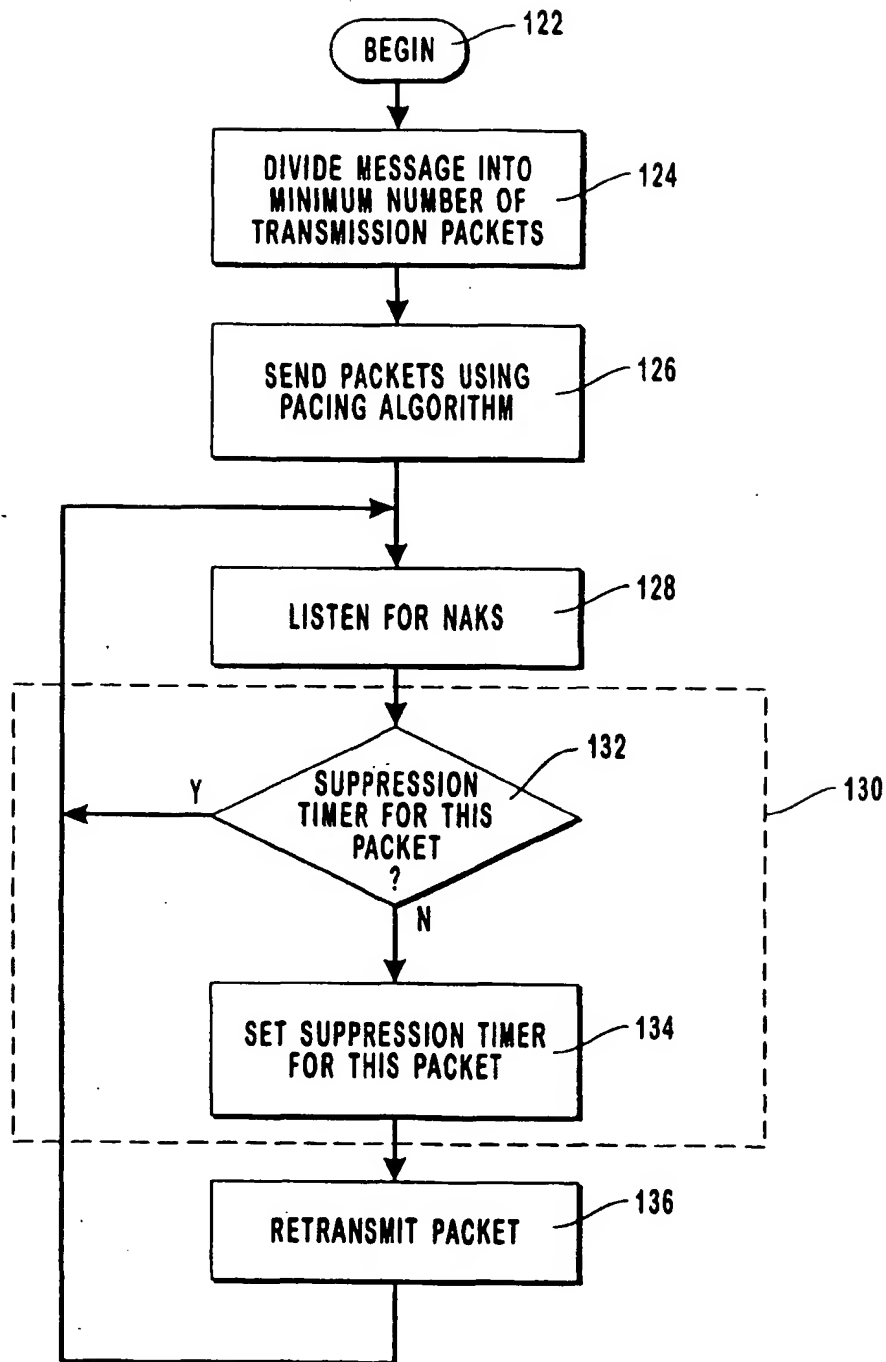 BEGIN
122
DIVIDE MESSAGE INTO
MINIMUM NUMBER OF
TRANSMISSION PACKETS
124
SEND PACKETS USING
PACING ALGORITHM
126
LISTEN FOR NAKS
128
SUPPRESSION
TIMER FOR THIS
PACKET
?
132
Y
130
N
SET SUPPRESSION TIMER
FOR THIS PACKET
134
RETRANSMIT PACKET
136